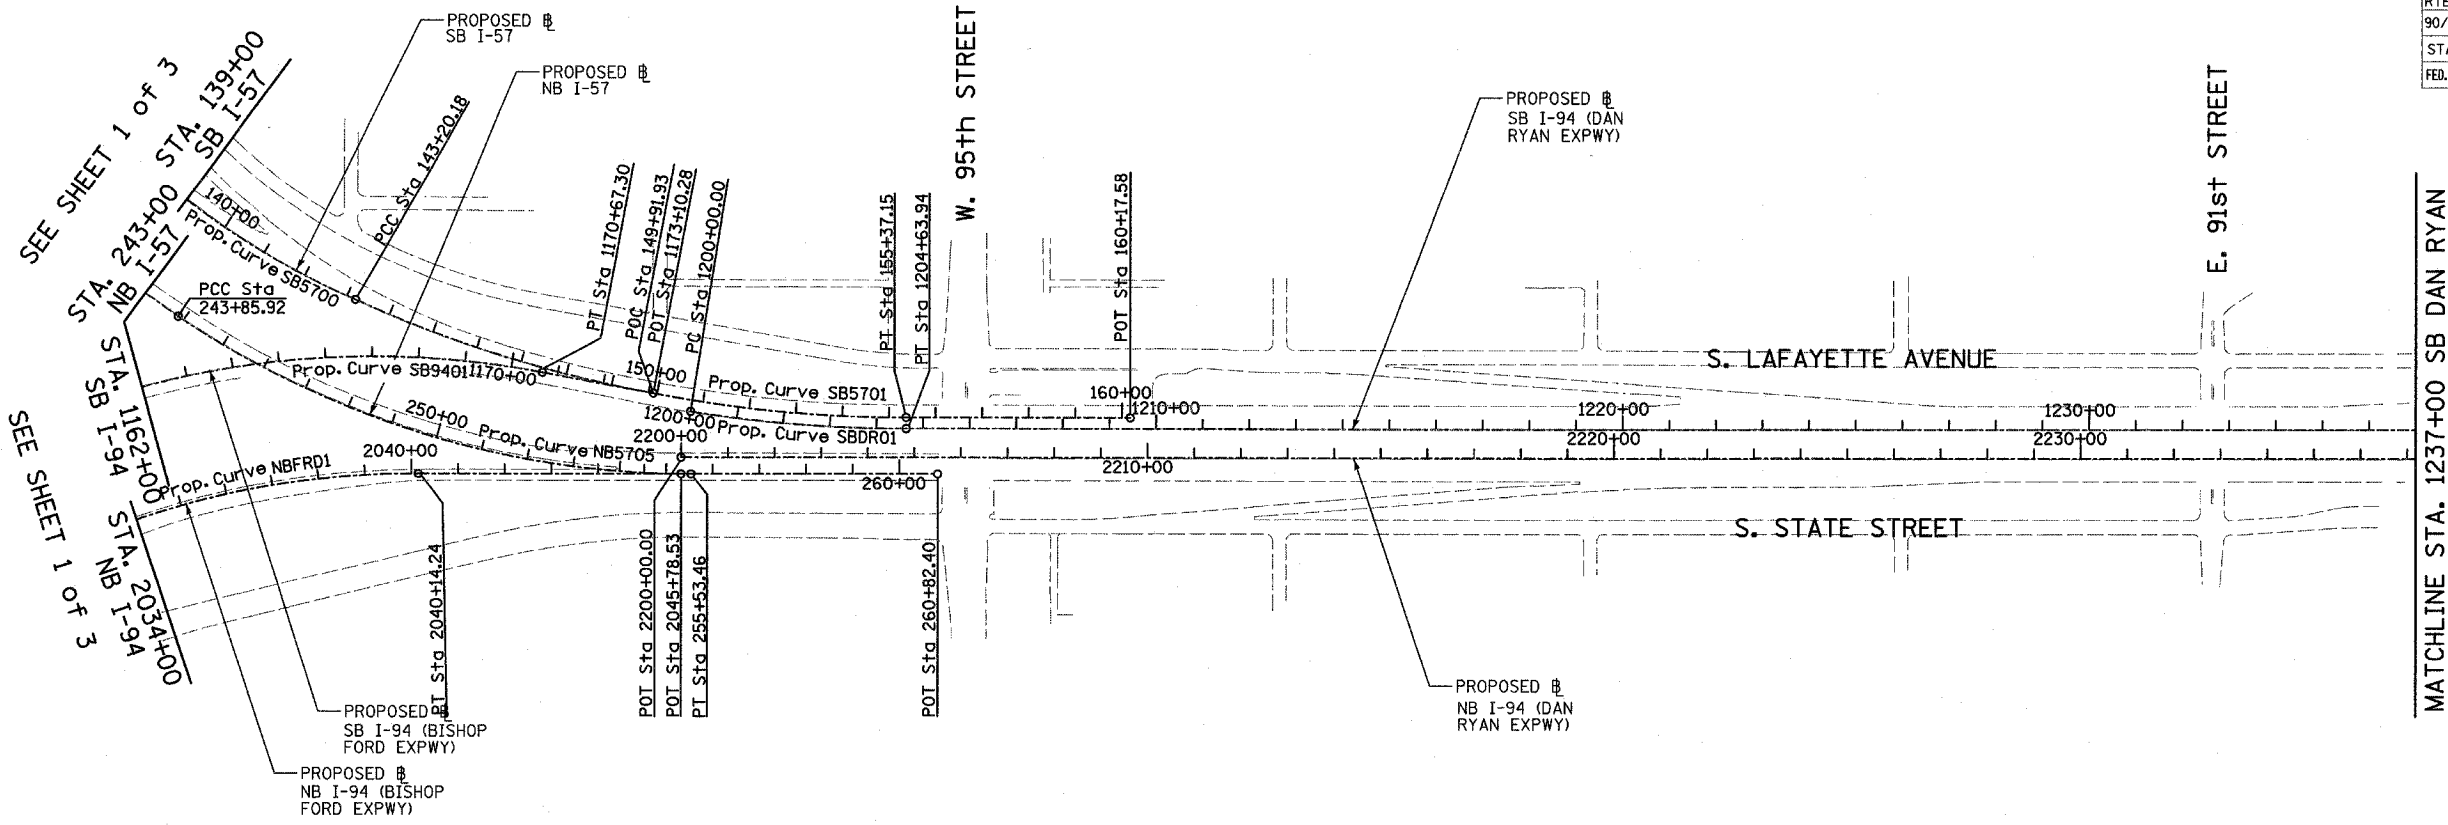 PROPOSED ℄
SB I-57
PROPOSED ℄
NB I-57
SEE SHEET 1 of 3
STA. 139+00
SB I-57
STA. 243+00
NB I-57
140+00
Prop. Curve SB5700
PCC Sta 143+20.18
PCC Sta
243+85.92
PT Sta 1170+67.30
POC Sta 149+91.93
POT Sta 1173+10.28
PC Sta 1200+00.00
PT Sta 155+37.15
PT Sta 1204+63.94
W. 95th STREET
POT Sta 160+17.58
PROPOSED ℄
SB I-94 (DAN
RYAN EXPWY)
E. 91st STREET
90/
STA
FED.
MATCHLINE STA. 1237+00 SB DAN RYAN
S. LAFAYETTE AVENUE
Prop. Curve SB9401
1170+00
150+00
Prop. Curve SB5701
160+00
1200+00
Prop. Curve SBDR01
1210+00
1220+00
1230+00
250+00
Prop. Curve NB5705
2200+00
2210+00
2220+00
2230+00
2040+00
Prop. Curve NBFRD1
260+00
S. STATE STREET
STA. 1162+00
SB I-94
SEE SHEET 1 of 3
STA. 2034+00
NB I-94
PT Sta 2040+14.24
POT Sta 2200+00.00
POT Sta 2045+78.53
PT Sta 255+53.46
POT Sta 260+82.40
PROPOSED ℄
NB I-94 (DAN
RYAN EXPWY)
PROPOSED ℄
SB I-94 (BISHOP
FORD EXPWY)
PROPOSED ℄
NB I-94 (BISHOP
FORD EXPWY)